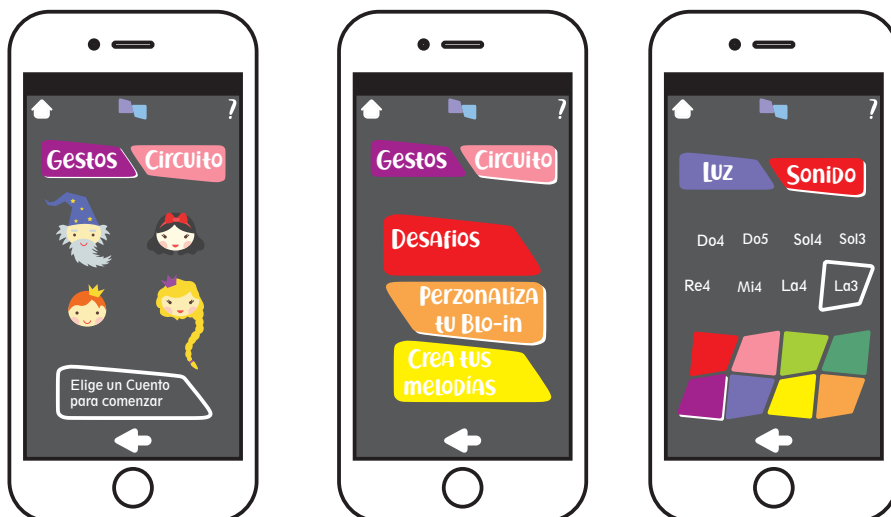 ?
Gestos Circuito
Elige un Cuento
para comenzar
?
Gestos Circuito
Desafios
Perzonaliza
tu Blo-in
Crea tus
melodías
?
Luz Sonido
Do4 Do5 Sol4 Sol3
Re4 Mi4 La4 La3